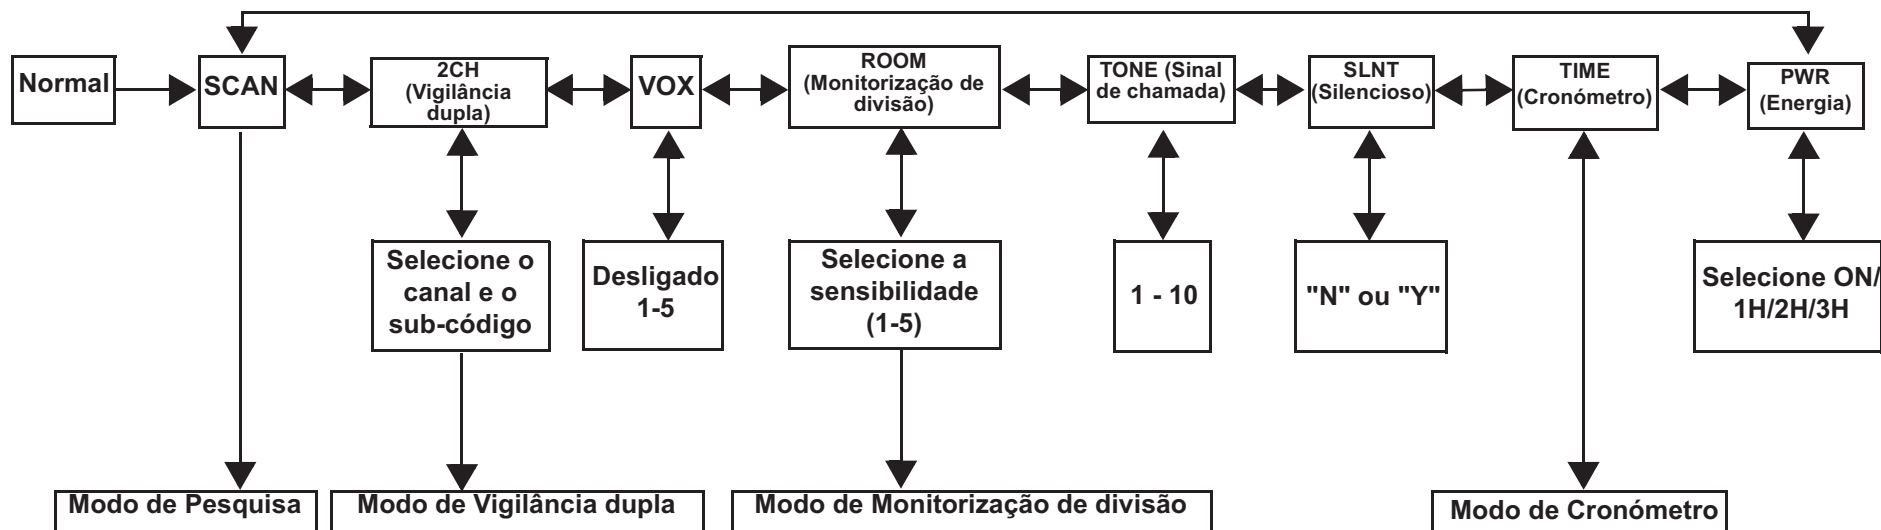 Normal
SCAN
2CH
(Vigilância
dupla)
VOX
ROOM
(Monitorização de
divisão)
TONE (Sinal
de chamada)
SLNT
(Silencioso)
TIME
(Cronómetro)
PWR
(Energia)
Selecione o
canal e o
sub-código
Desligado
1-5
Selecione a
sensibilidade
(1-5)
1 - 10
"N" ou "Y"
Selecione ON/
1H/2H/3H
Modo de Pesquisa
Modo de Vigilância dupla
Modo de Monitorização de divisão
Modo de Cronómetro